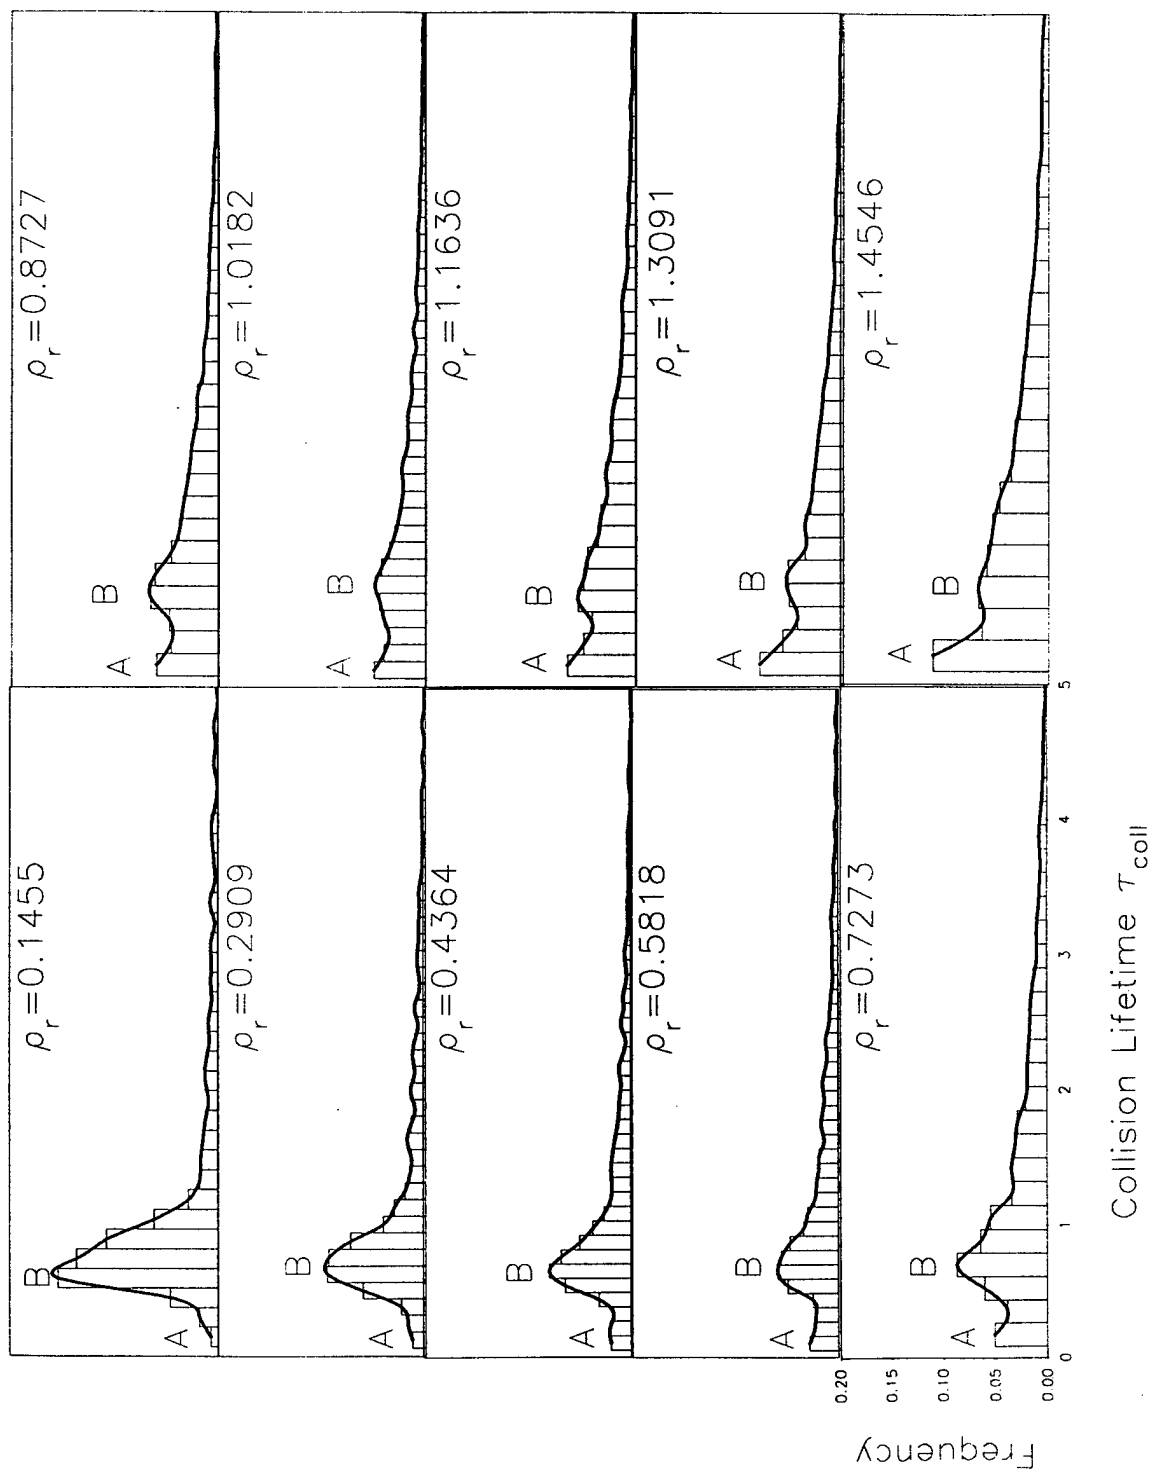 ρr=0.1455
B
A
ρr=0.8727
A
B
ρr=0.2909
B
A
ρr=1.0182
A
B
ρr=0.4364
B
A
ρr=1.1636
A
B
ρr=0.5818
B
A
ρr=1.3091
A
B
ρr=0.7273
B
A
ρr=1.4546
A
B
0.20
0.15
0.10
0.05
0.00
Frequency
0 1 2 3 4 5
Collision Lifetime τcoll